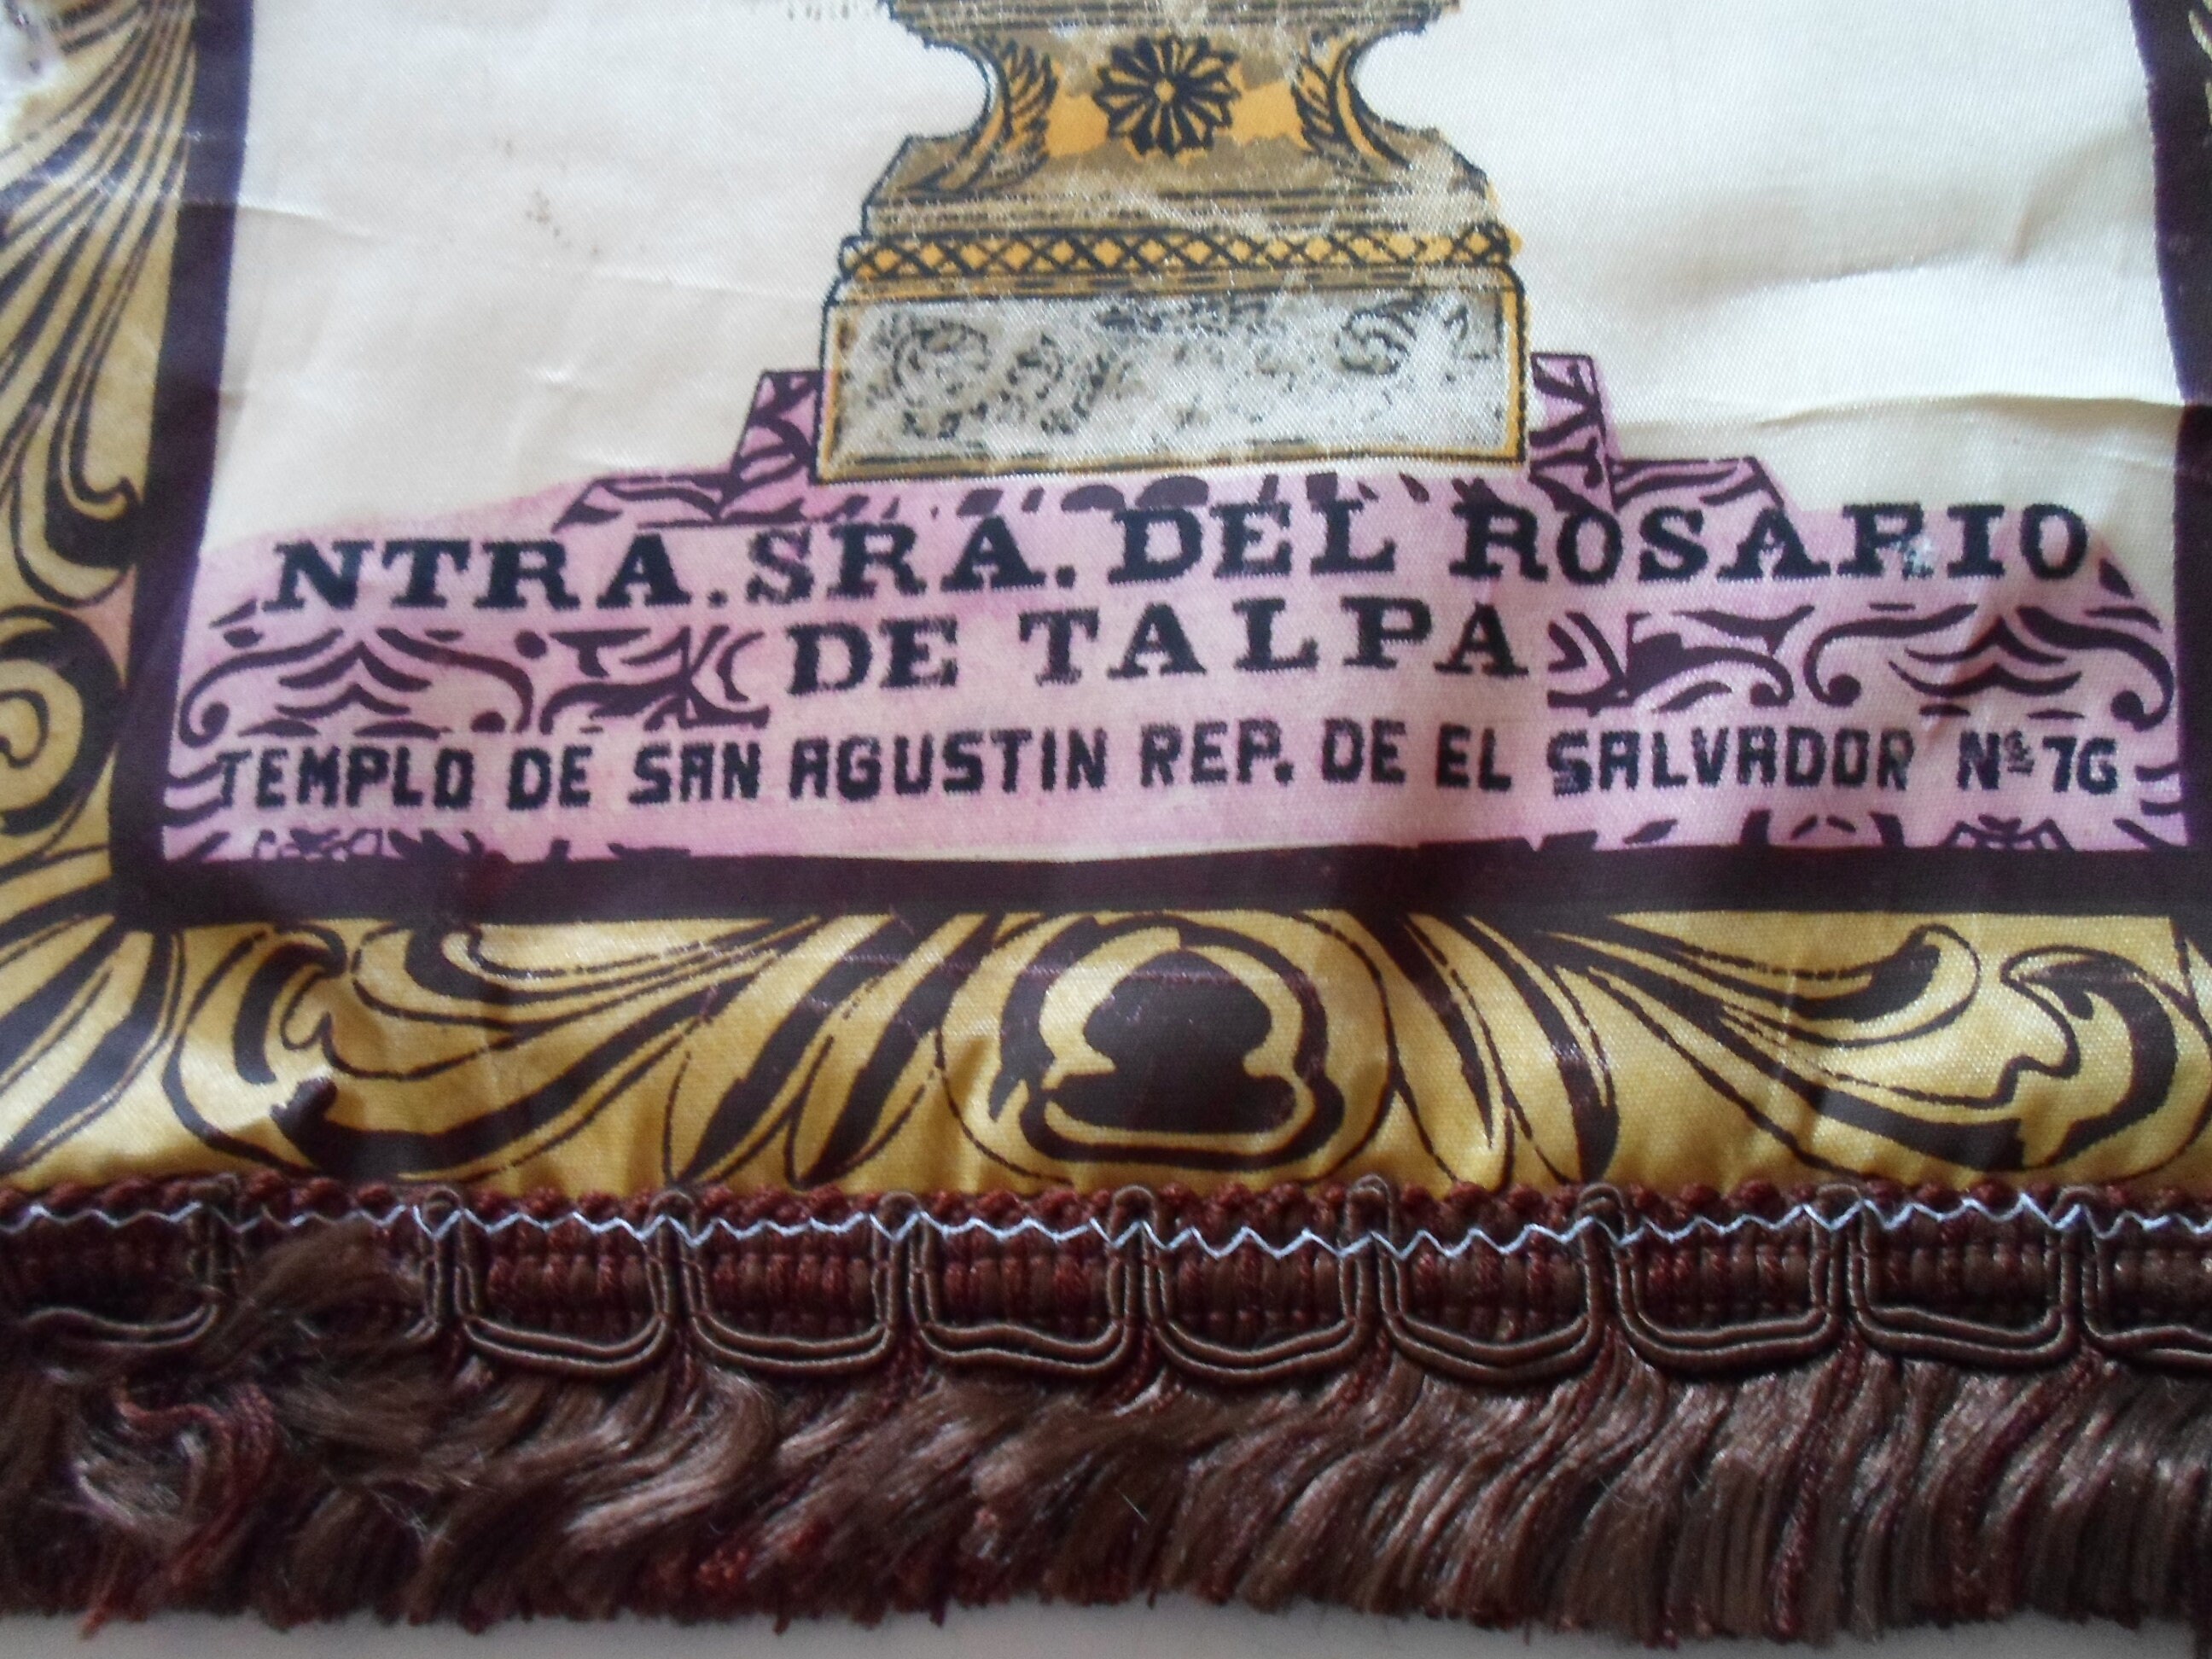 NTRA. SRA. DEL ROSARIO
DE TALPA
TEMPLO DE SAN AGUSTIN REP. DE EL SALVADOR Nº 76